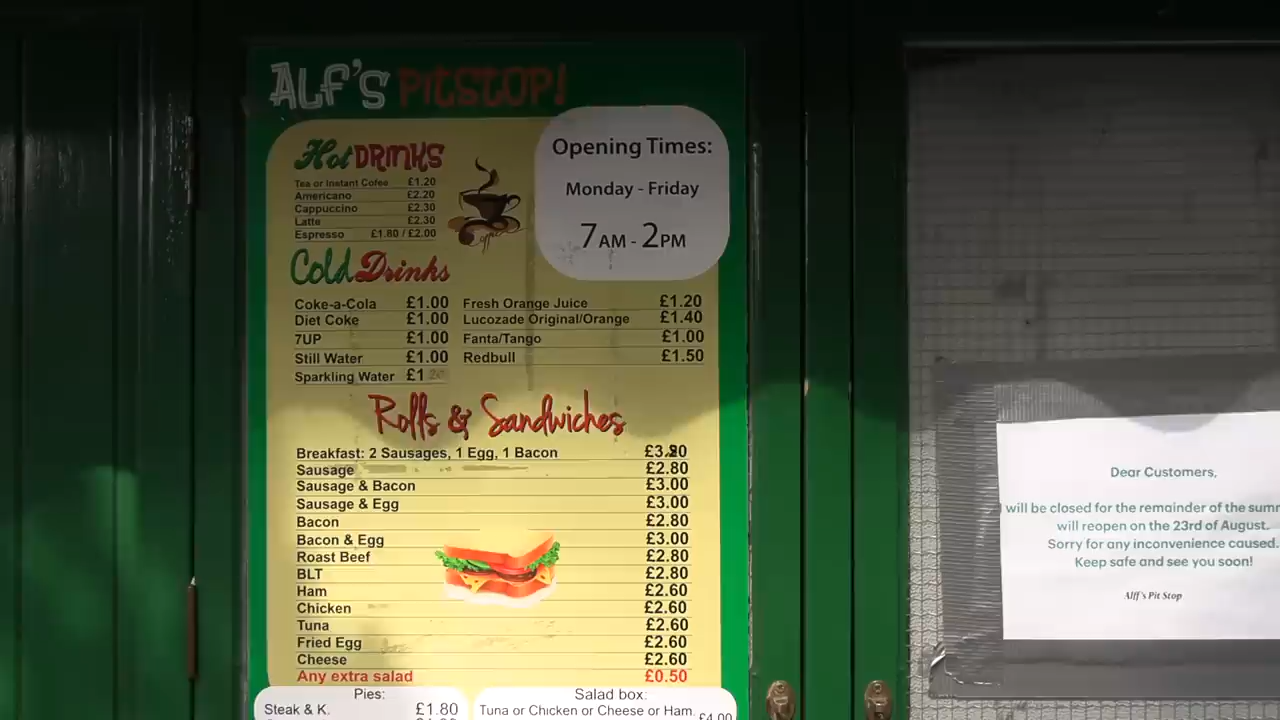 ALF'S PITSTOP!
Opening Times:
Monday - Friday
7AM - 2PM
Hot DRINKS
Tea or Instant Cofee £1.20
Americano £2.20
Cappuccino £2.30
Latte £2.30
Espresso £1.80 / £2.00
Coffee
Cold Drinks
Coke-a-Cola £1.00 Fresh Orange Juice £1.20
Diet Coke £1.00 Lucozade Original/Orange £1.40
7UP £1.00 Fanta/Tango £1.00
Still Water £1.00 Redbull £1.50
Sparkling Water £1
Rolls & Sandwiches
Breakfast: 2 Sausages, 1 Egg, 1 Bacon
Sausage £2.80
Sausage & Bacon £3.00
Sausage & Egg £3.00
Bacon £2.80
Bacon & Egg £3.00
Roast Beef £2.80
BLT £2.80
Ham £2.60
Chicken £2.60
Tuna £2.60
Fried Egg £2.60
Cheese £2.60
Any extra salad £0.50
Pies:
Steak & K. £1.80
Salad box:
Tuna or Chicken or Cheese or Ham £4.00
Dear Customers,
will be closed for the remainder of the
will reopen on the 23rd of August.
Sorry for any inconvenience caused.
Keep safe and see you soon!
Alff's Pit Stop